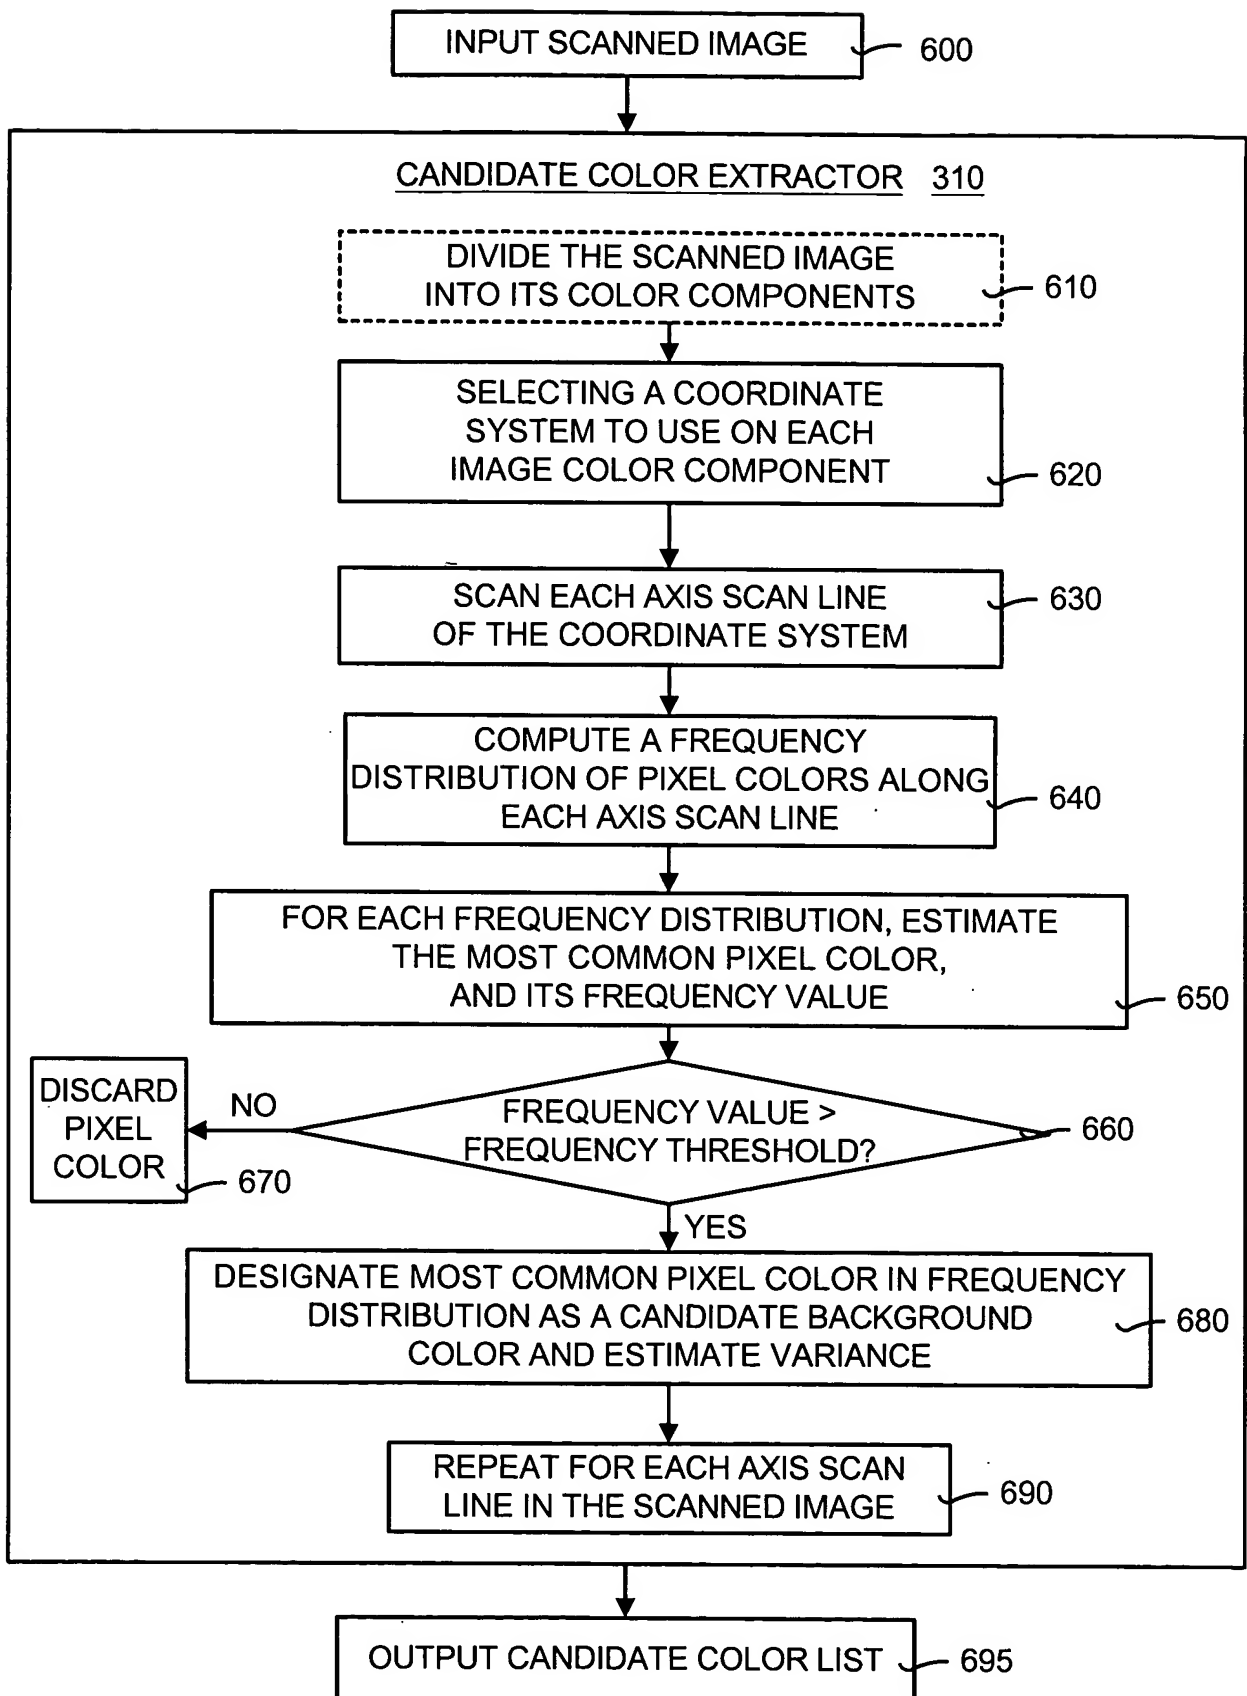 INPUT SCANNED IMAGE
600
CANDIDATE COLOR EXTRACTOR 310
DIVIDE THE SCANNED IMAGE
INTO ITS COLOR COMPONENTS
610
SELECTING A COORDINATE
SYSTEM TO USE ON EACH
IMAGE COLOR COMPONENT
620
SCAN EACH AXIS SCAN LINE
OF THE COORDINATE SYSTEM
630
COMPUTE A FREQUENCY
DISTRIBUTION OF PIXEL COLORS ALONG
EACH AXIS SCAN LINE
640
FOR EACH FREQUENCY DISTRIBUTION, ESTIMATE
THE MOST COMMON PIXEL COLOR,
AND ITS FREQUENCY VALUE
650
FREQUENCY VALUE >
FREQUENCY THRESHOLD?
660
NO
DISCARD
PIXEL
COLOR
670
YES
DESIGNATE MOST COMMON PIXEL COLOR IN FREQUENCY
DISTRIBUTION AS A CANDIDATE BACKGROUND
COLOR AND ESTIMATE VARIANCE
680
REPEAT FOR EACH AXIS SCAN
LINE IN THE SCANNED IMAGE
690
OUTPUT CANDIDATE COLOR LIST
695